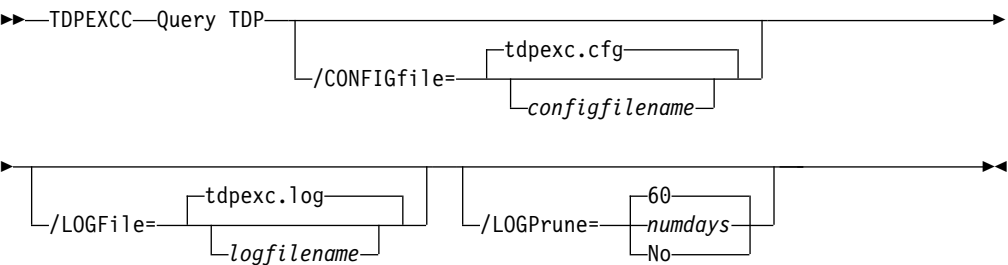 TDPEXCC Query TDP
tdpexc.cfg
/CONFIGfile=
configfilename
tdpexc.log
/LOGFile=
logfilename
60
/LOGPrune=
numdays
No